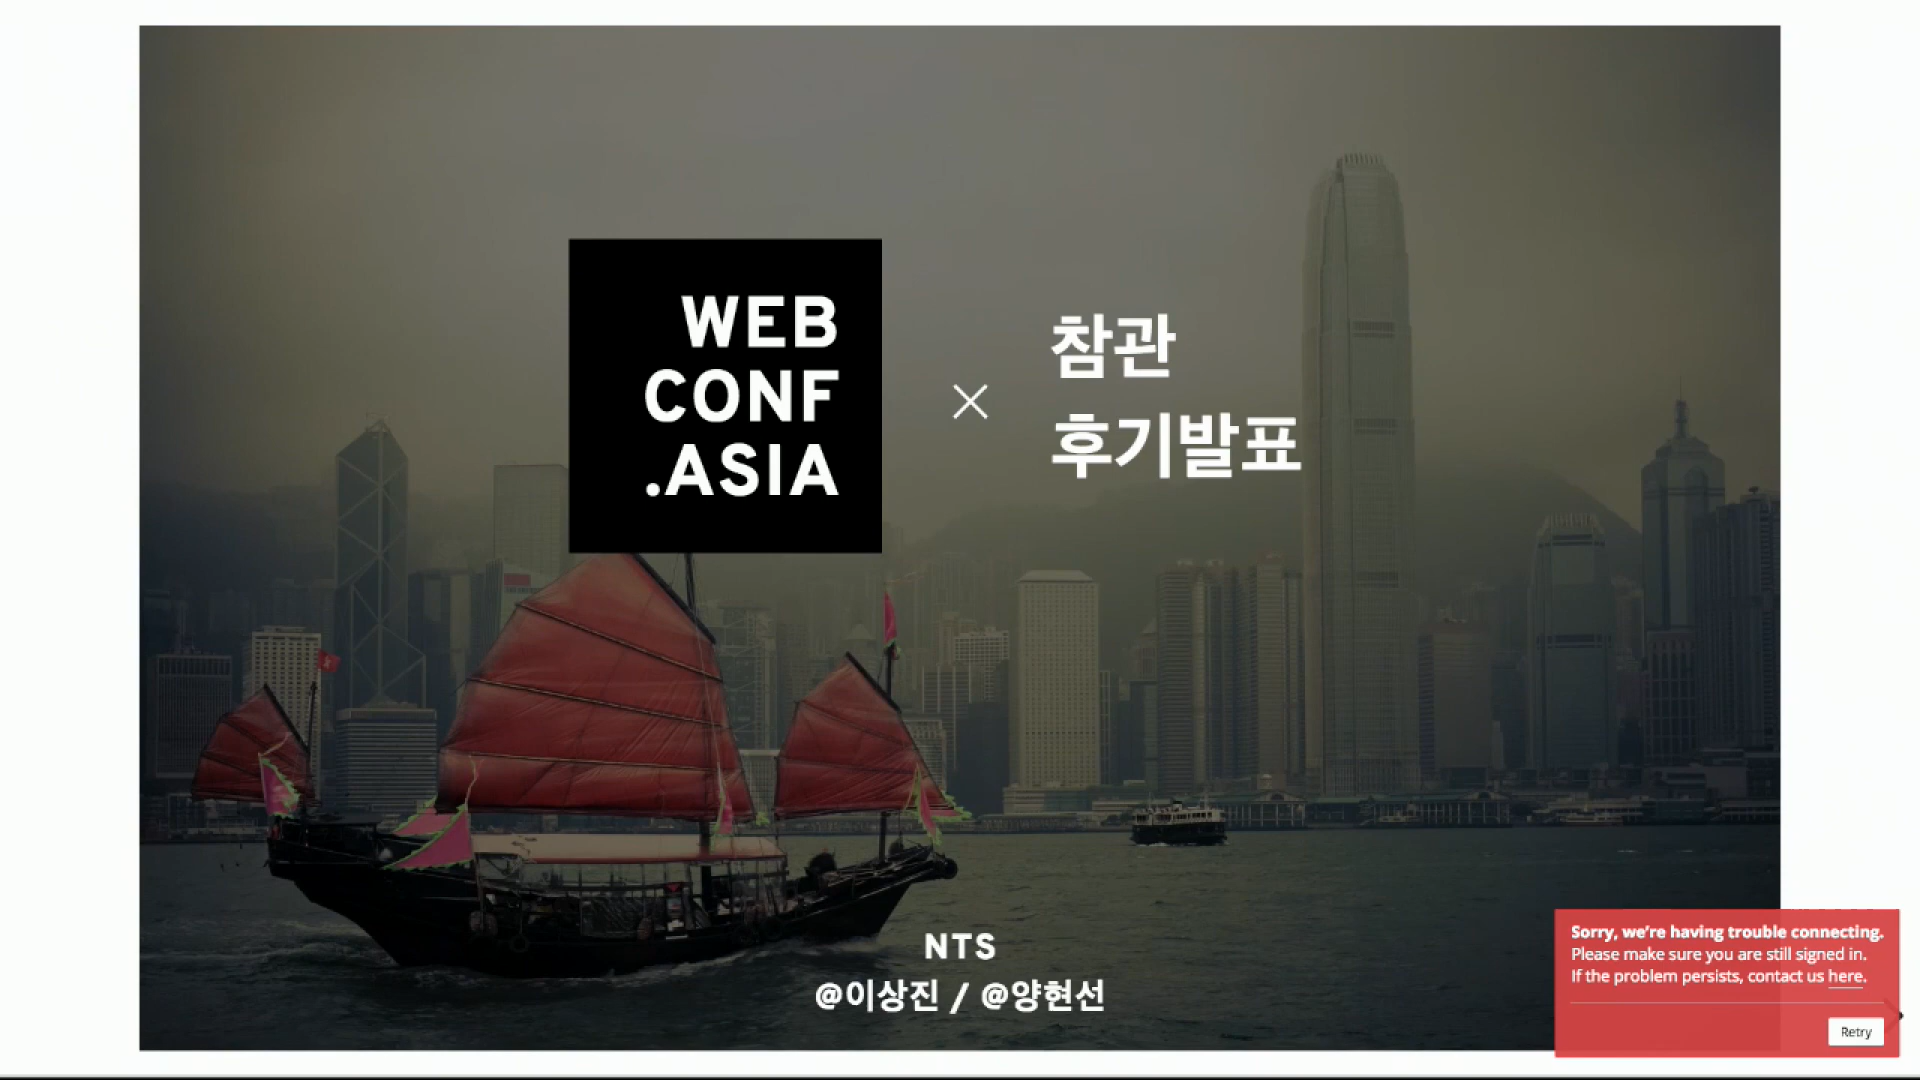 WEB
CONF
.ASIA
×
참관
후기발표
NTS
@이상진 / @양현선
Sorry, we're having trouble connecting.
Please make sure you are still signed in.
If the problem persists, contact us here.
Retry